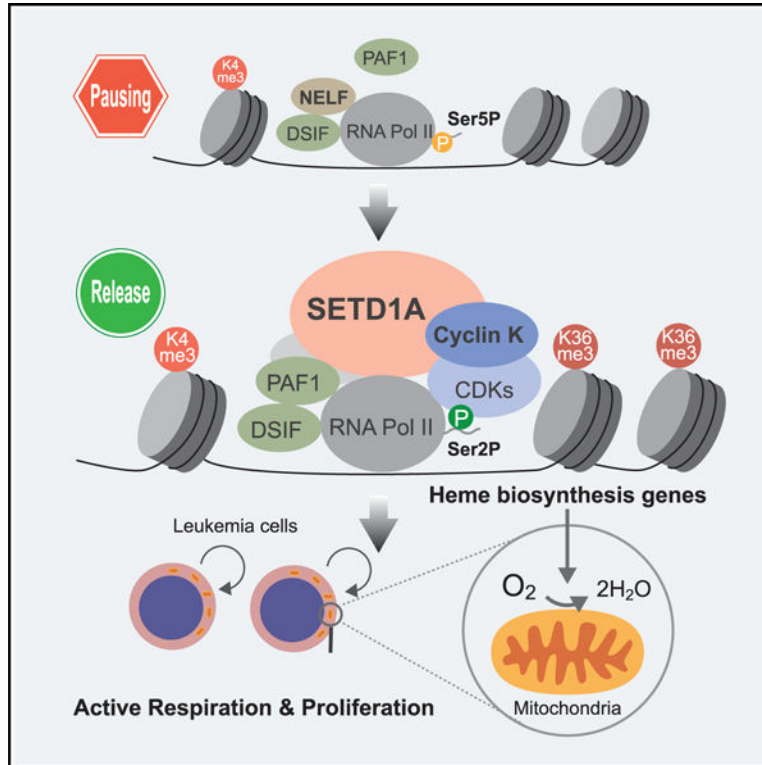 PAF1
K4
me3
Pausing
NELF
DSIF
RNA Pol II
Ser5P
P
Release
SETD1A
Cyclin K
K4
me3
K36
me3
K36
me3
PAF1
CDKs
DSIF
RNA Pol II
P
Ser2P
Heme biosynthesis genes
Leukemia cells
O2
2H2O
Mitochondria
Active Respiration & Proliferation